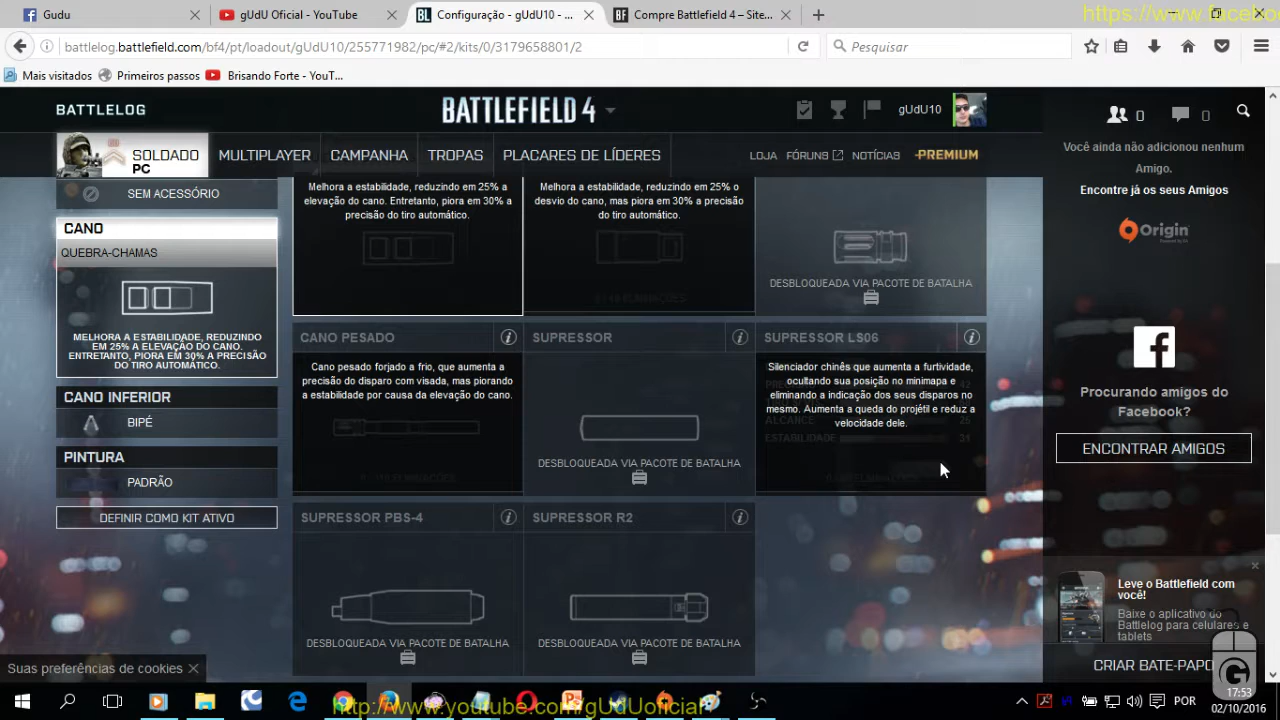 https://www.facebo
Gudu
gUdU Oficial - YouTube
BL Configuração - gUdU10 - ...
BF Compre Battlefield 4 – Site...
battlelog.battlefield.com/bf4/pt/loadout/gUdU10/255771982/pc/#2/kits/0/3179658801/2
Pesquisar
Mais visitados
Primeiros passos
Brisando Forte - YouT...
BATTLELOG
BATTLEFIELD 4
gUdU10
0
0
SOLDADO
PC
MULTIPLAYER
CAMPANHA
TROPAS
PLACARES DE LÍDERES
LOJA
FÓRUNS
NOTÍCIAS
PREMIUM
Você ainda não adicionou nenhum
Amigo.
Encontre já os seus Amigos
Origin
Procurando amigos do
Facebook?
ENCONTRAR AMIGOS
SEM ACESSÓRIO
CANO
QUEBRA-CHAMAS
MELHORA A ESTABILIDADE, REDUZINDO
EM 25% A ELEVAÇÃO DO CANO.
ENTRETANTO, PIORA EM 30% A PRECISÃO
DO TIRO AUTOMÁTICO.
CANO INFERIOR
BIPÉ
PINTURA
PADRÃO
DEFINIR COMO KIT ATIVO
Melhora a estabilidade, reduzindo em 25% a
elevação do cano. Entretanto, piora em 30% a
precisão do tiro automático.
Melhora a estabilidade, reduzindo em 25% o
desvio do cano, mas piora em 30% a precisão
do tiro automático.
DESBLOQUEADA VIA PACOTE DE BATALHA
CANO PESADO
Cano pesado forjado a frio, que aumenta a
precisão do disparo com visada, mas piorando
a estabilidade por causa da elevação do cano.
SUPRESSOR
DESBLOQUEADA VIA PACOTE DE BATALHA
SUPRESSOR LS06
Silenciador chinês que aumenta a furtividade,
ocultando sua posição no minimapa e
eliminando a indicação dos seus disparos no
mesmo. Aumenta a queda do projétil e reduz a
velocidade dele.
ALCANCE
ESTABILIDADE 31
SUPRESSOR PBS-4
DESBLOQUEADA VIA PACOTE DE BATALHA
SUPRESSOR R2
DESBLOQUEADA VIA PACOTE DE BATALHA
Leve o Battlefield com
você!
Baixe o aplicativo do
Battlelog para celulares e
tablets
CRIAR BATE-PAPO
Suas preferências de cookies
http://www.youtube.com/gUdUoficial
POR
17:53
02/10/2016